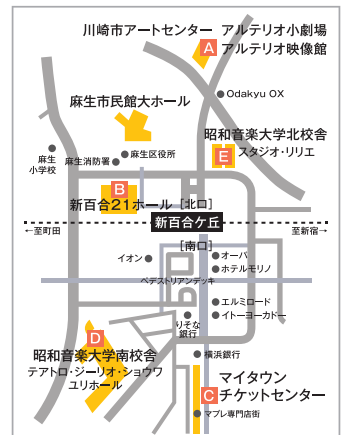 川崎市アートセンター アルテリオ小劇場
A アルテリオ映像館
Odakyu OX
麻生市民館大ホール
昭和音楽大学北校舎
E スタジオ・リリエ
麻生
小学校
麻生消防署
麻生区役所
B
新百合21ホール
[北口]
新百合ケ丘
←至町田
至新宿→
[南口]
イオン
オーパ
ホテルモリノ
ペデストリアンデッキ
エルミロード
イトーヨーカドー
りそな
銀行
D
昭和音楽大学南校舎
テアトロ・ジーリオ・ショウワ
ユリホール
横浜銀行
C マイタウン
チケットセンター
マプレ専門店街